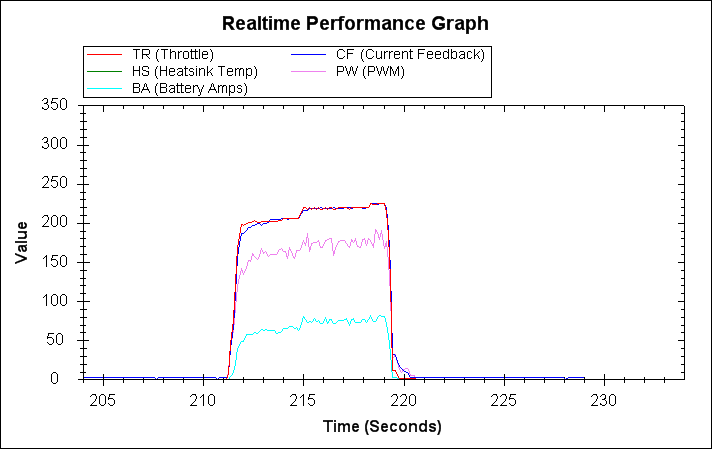 Realtime Performance Graph
TR (Throttle) CF (Current Feedback)
HS (Heatsink Temp) PW (PWM)
BA (Battery Amps)
350
300
250
200
150
100
50
0
Value
205 210 215 220 225 230
Time (Seconds)